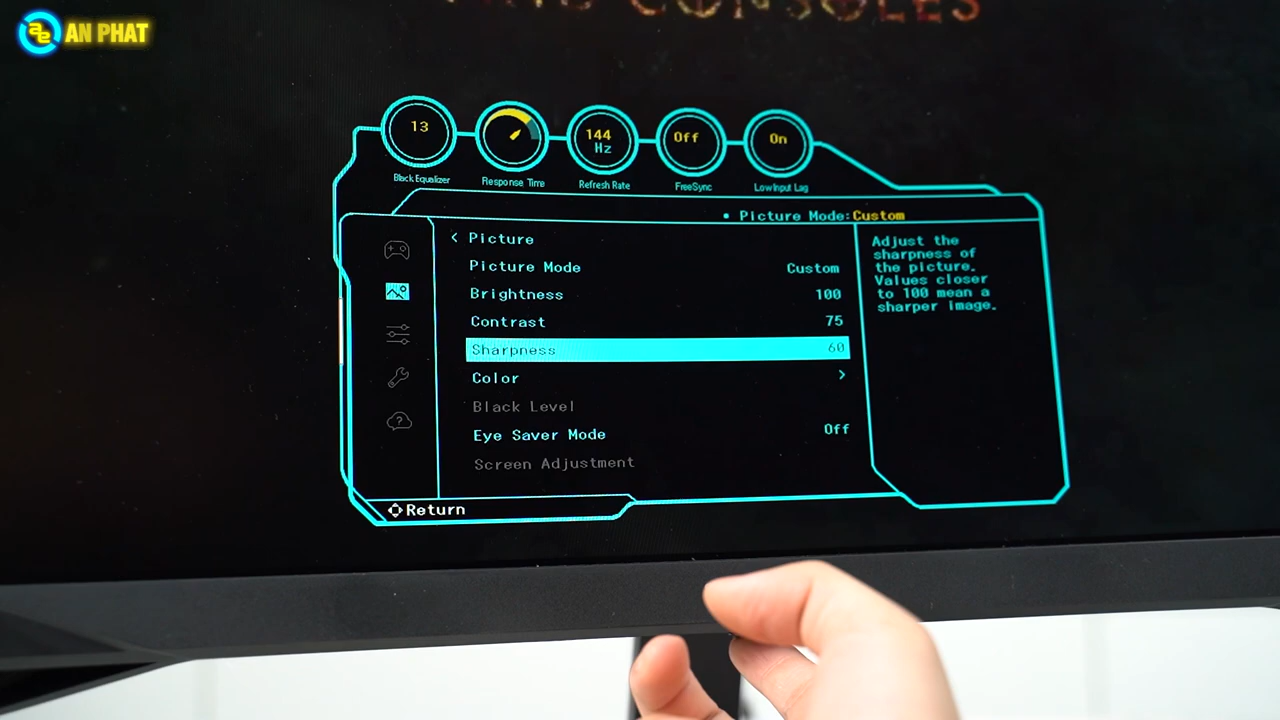 AN PHAT
CONSOLES
13
144
Hz
Off
On
Black Equalizer
Response Time
Refresh Rate
FreeSync
Low Input Lag
• Picture Mode:Custom
< Picture
Picture Mode Custom
Brightness 100
Contrast 75
Sharpness 60
Color >
Black Level
Eye Saver Mode Off
Screen Adjustment
Adjust the
sharpness of
the picture.
Values closer
to 100 mean a
sharper image.
Return